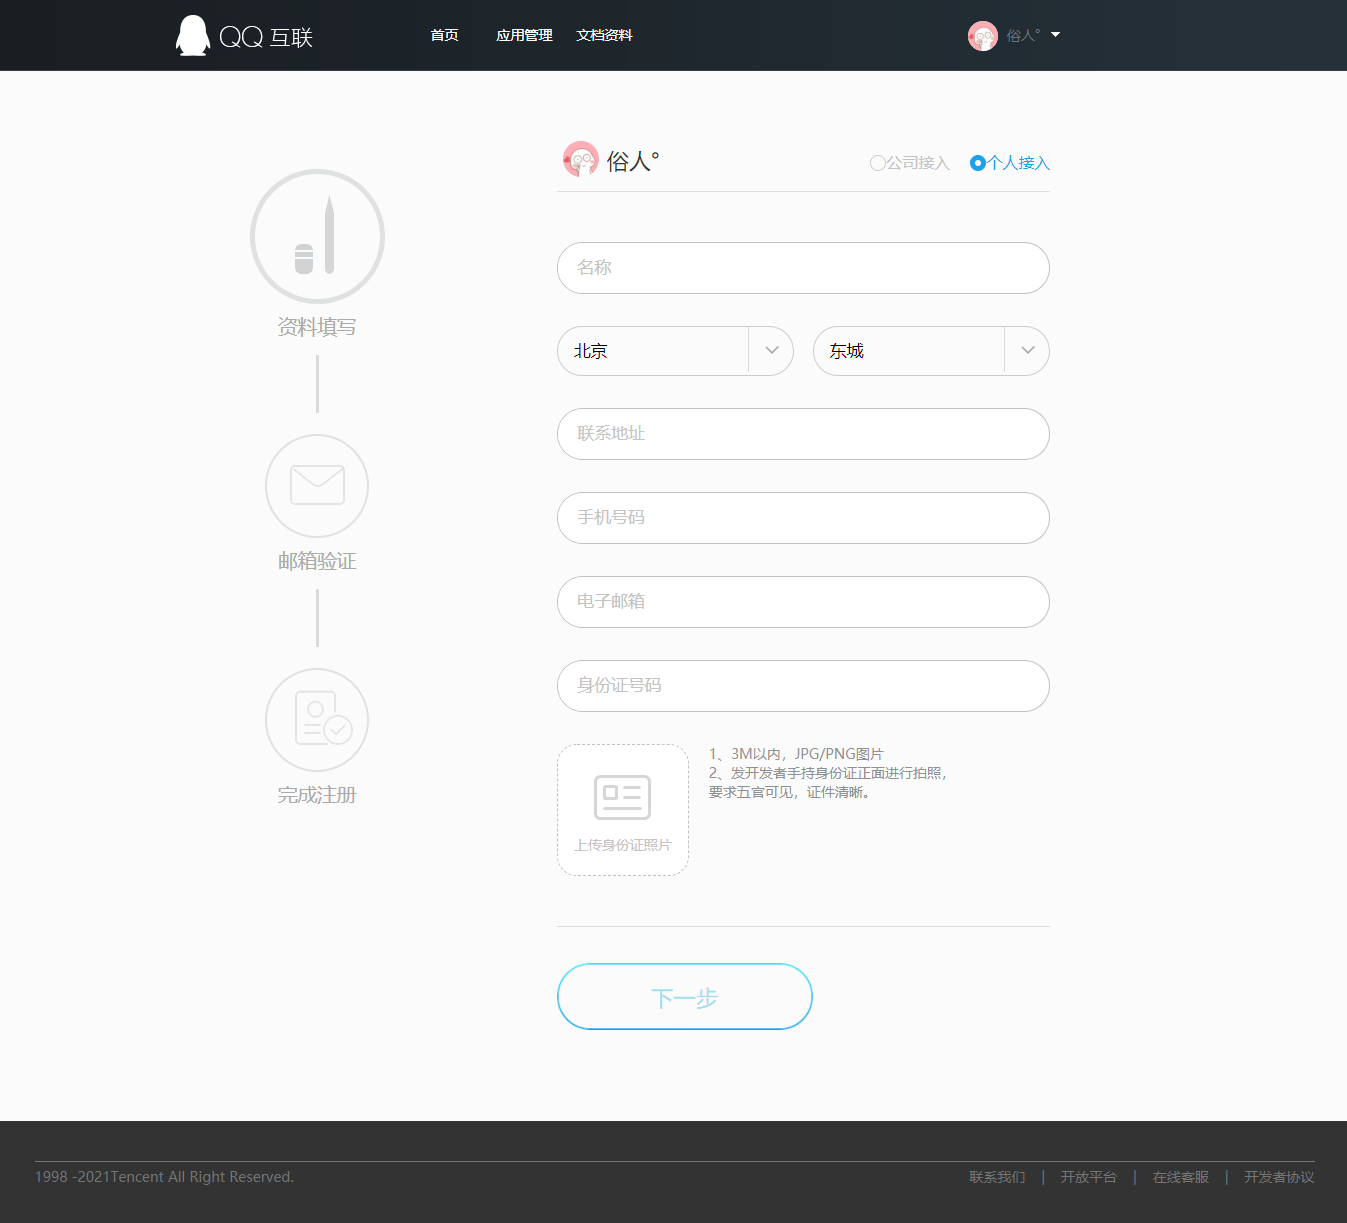 QQ 互联
首页 应用管理 文档资料
俗人°
俗人°
公司接入 个人接入
名称
北京 东城
联系地址
手机号码
电子邮箱
身份证号码
上传身份证照片
1、3M以内，JPG/PNG图片
2、发开发者手持身份证正面进行拍照，
要求五官可见，证件清晰。
资料填写
邮箱验证
完成注册
下一步
1998 -2021Tencent All Right Reserved.
联系我们 | 开放平台 | 在线客服 | 开发者协议